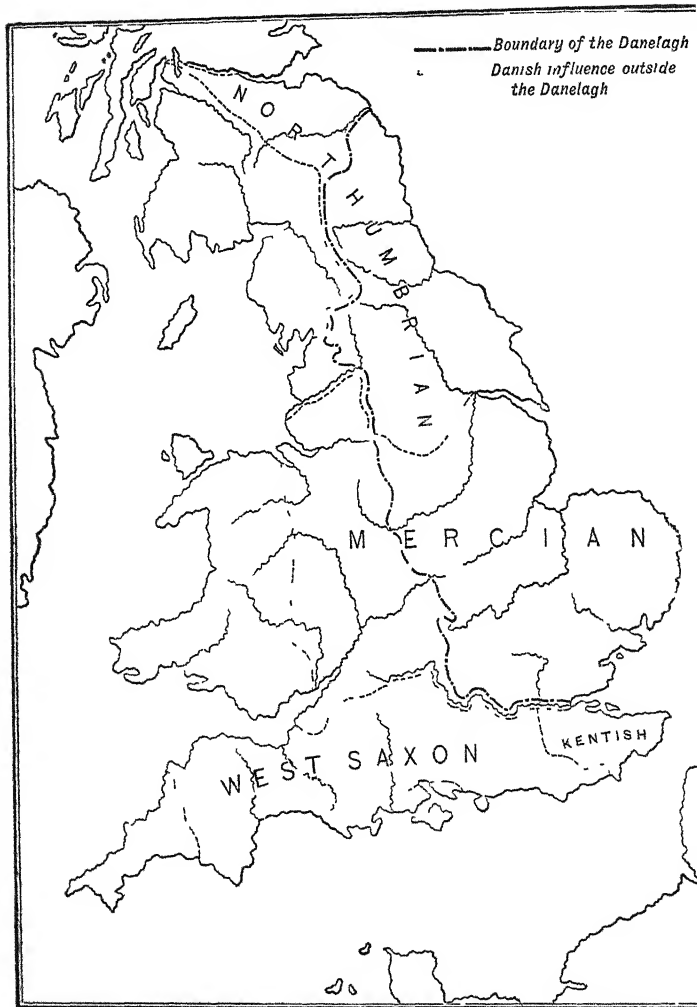 Boundary of the Danelagh
Danish influence outside
the Danelagh
NORTHUMBRIAN
MERCIAN
WEST SAXON
KENTISH